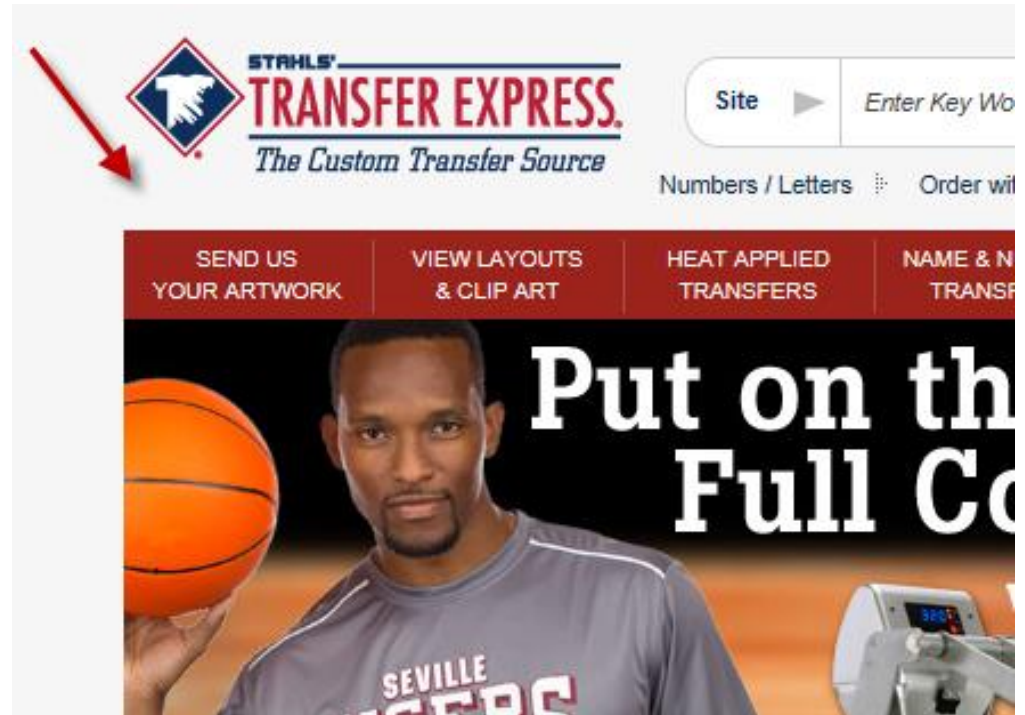 STAHLS'
TRANSFER EXPRESS.
The Custom Transfer Source
Site
Enter Key Wo
Numbers / Letters
Order wit
SEND US
YOUR ARTWORK
VIEW LAYOUTS
& CLIP ART
HEAT APPLIED
TRANSFERS
NAME & N
TRANSF
Put on th
Full Co
320
SEVILLE